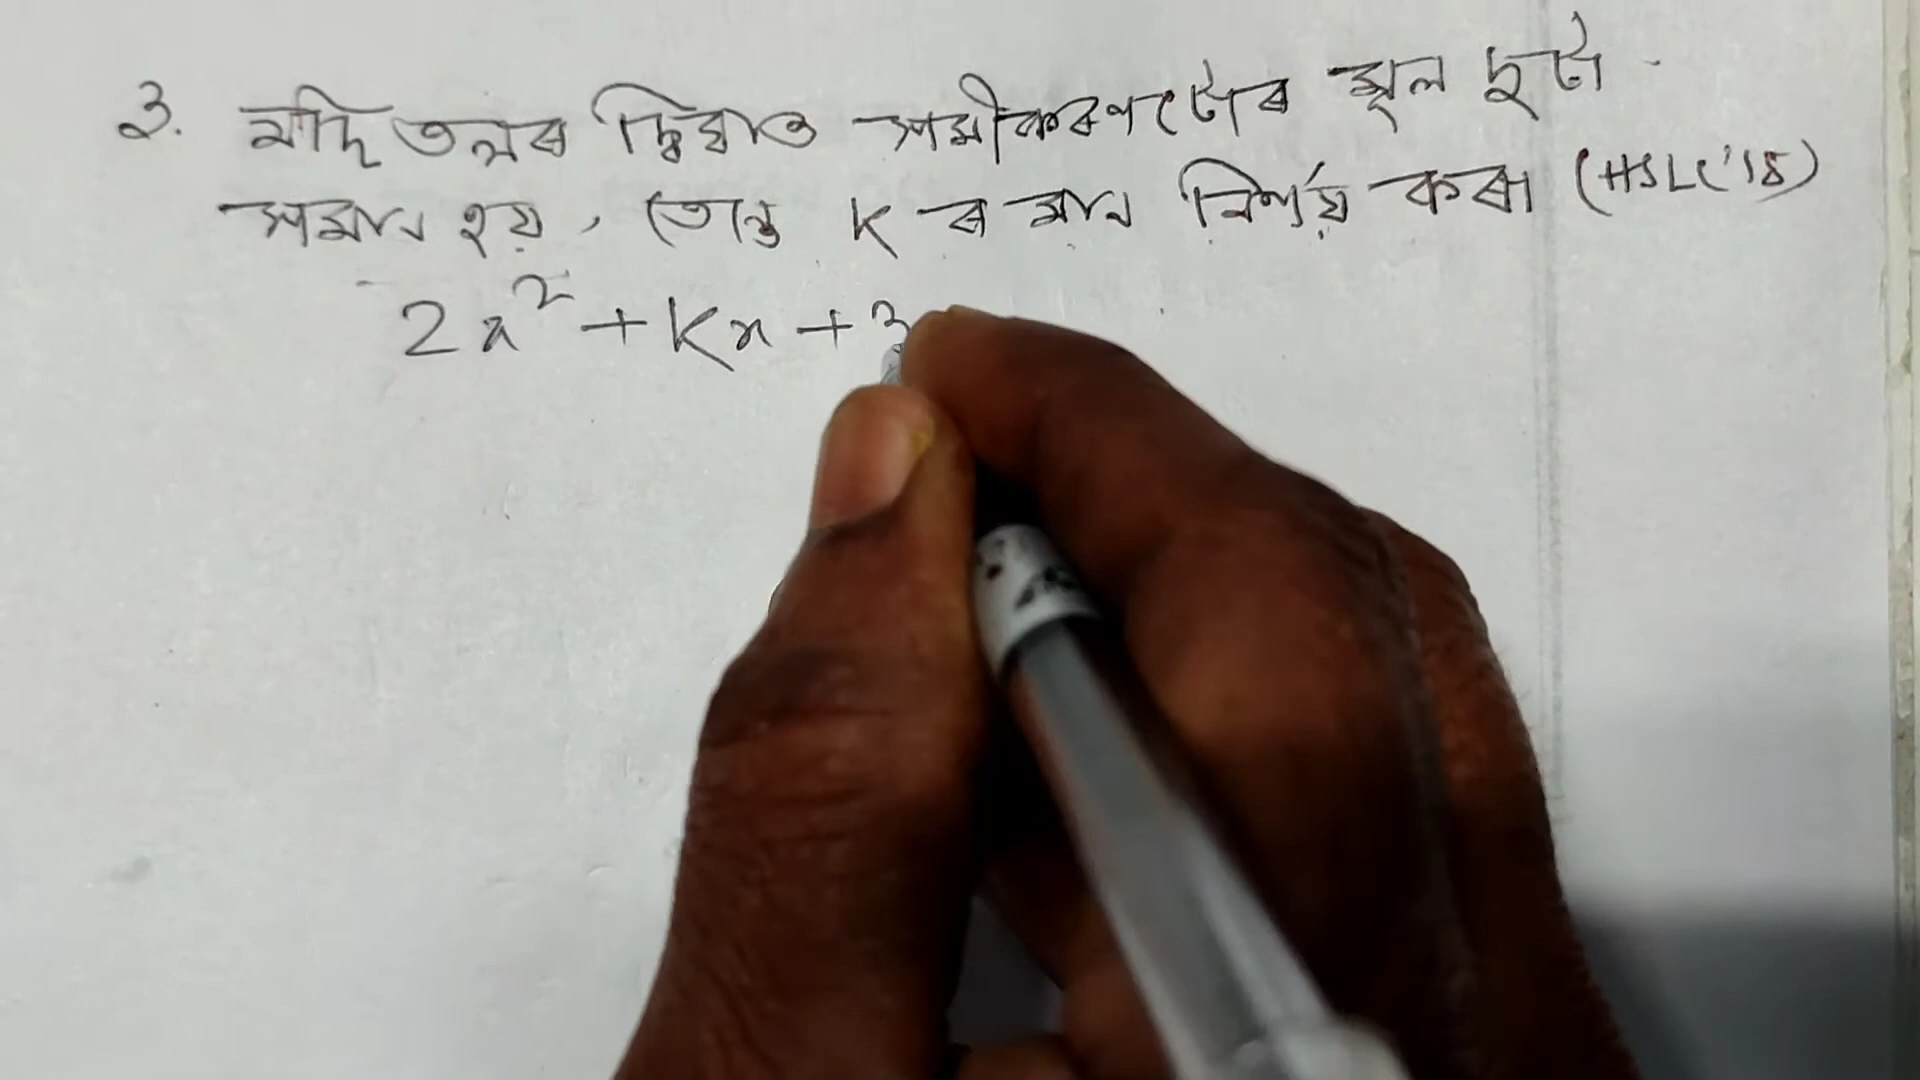 3. যদি তলৰ দ্বিঘাত সমীকৰণটোৰ মূল দুটা
সমান হয়, তেন্তে K ৰ মান নিৰ্ণয় কৰা (HSLC'18)
2x² + Kx + 3